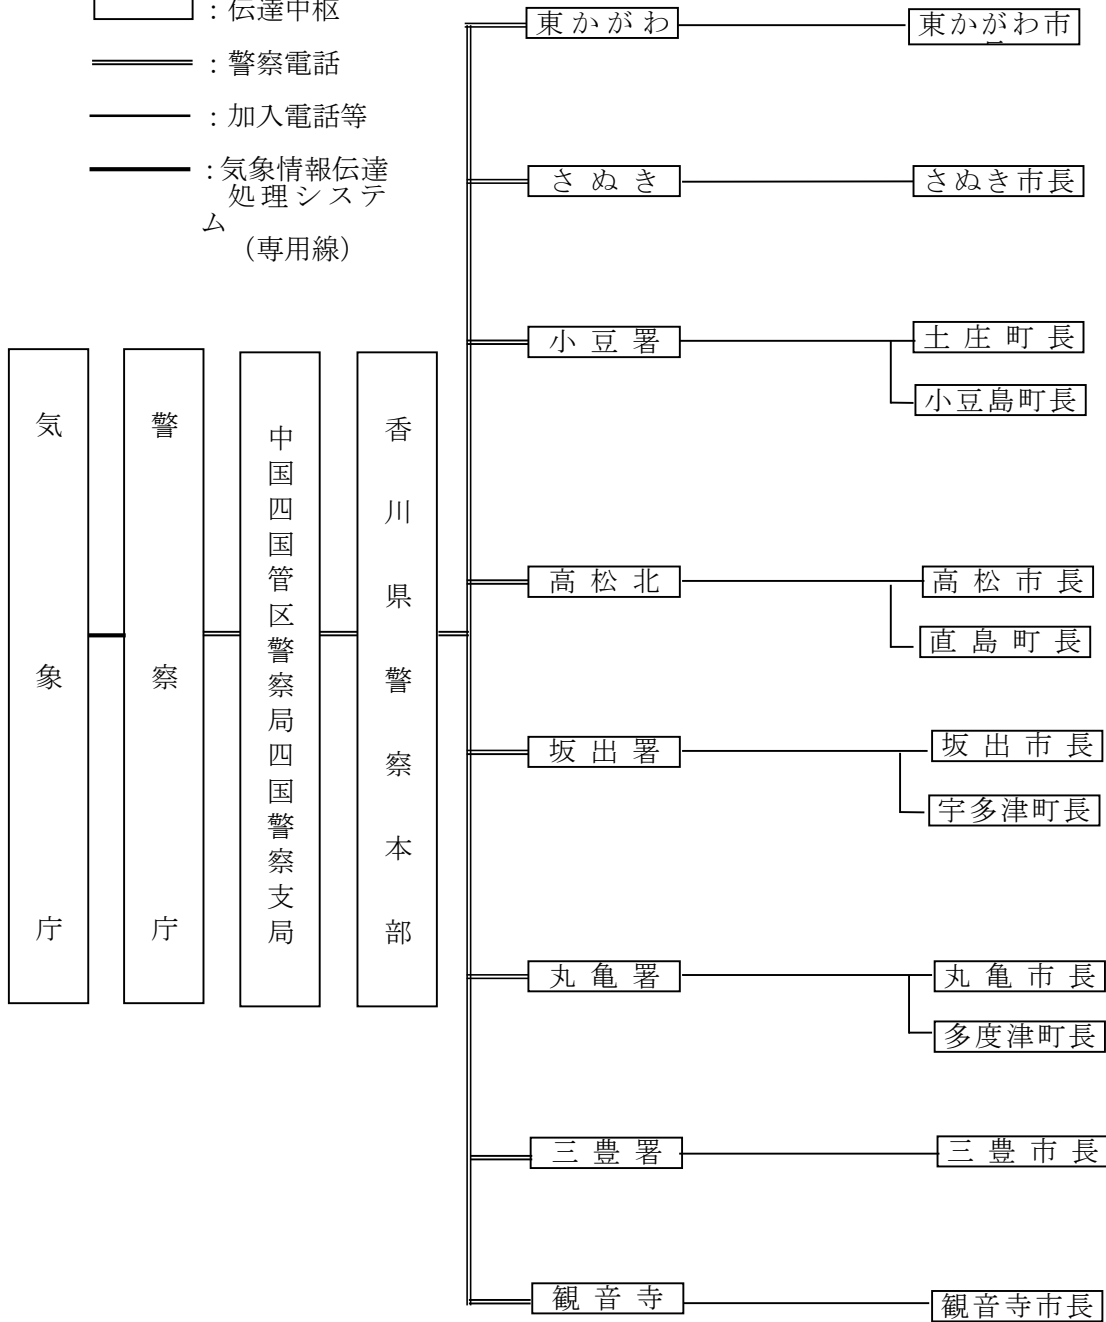 ：伝達中枢
：警察電話
：加入電話等
：気象情報伝達
処理システ
ム
（専用線）
気象庁
警察庁
中国四国管区警察局四国警察支局
香川県警察本部
東かがわ
東かがわ市
さぬき
さぬき市長
小豆署
土庄町長
小豆島町長
高松北
高松市長
直島町長
坂出署
坂出市長
宇多津町長
丸亀署
丸亀市長
多度津町長
三豊署
三豊市長
観音寺
観音寺市長